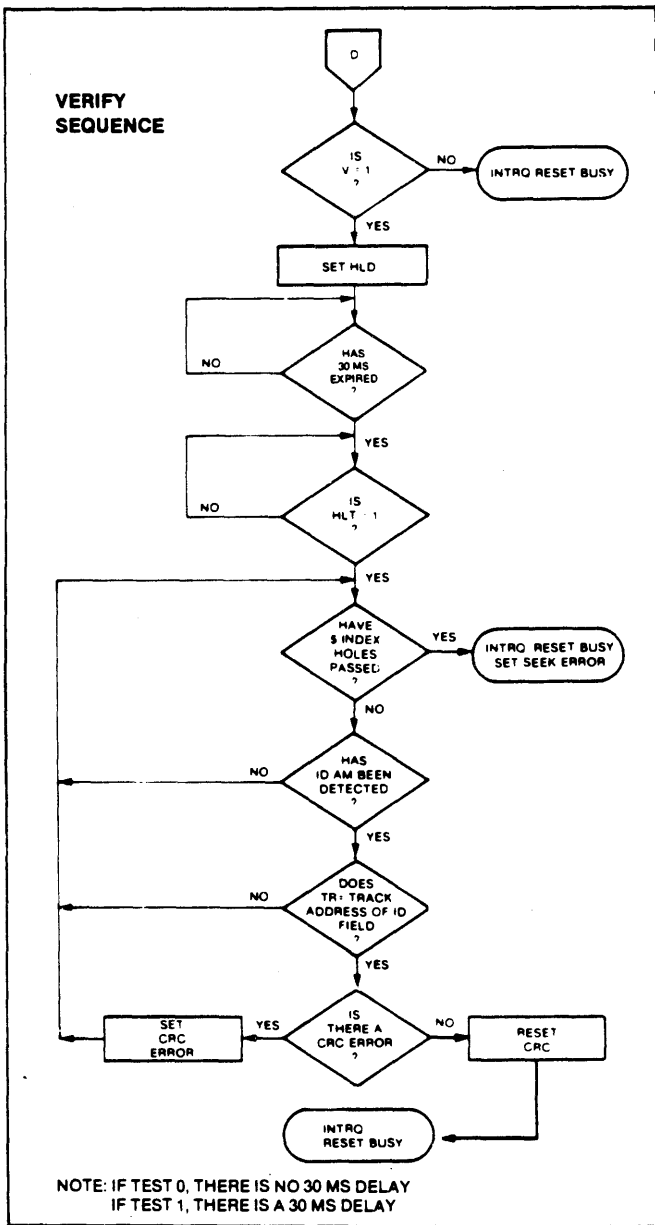 D
VERIFY
SEQUENCE
IS
V = 1
?
NO
INTRQ RESET BUSY
YES
SET HLD
HAS
30 MS
EXPIRED
?
NO
YES
IS
HLT = 1
?
NO
YES
HAVE
5 INDEX
HOLES
PASSED
?
YES
INTRQ RESET BUSY
SET SEEK ERROR
NO
HAS
ID AM BEEN
DETECTED
?
NO
YES
DOES
TR = TRACK
ADDRESS OF ID
FIELD
?
NO
YES
IS
THERE A
CRC ERROR
?
YES
SET
CRC
ERROR
NO
RESET
CRC
INTRQ
RESET BUSY
NOTE: IF TEST 0, THERE IS NO 30 MS DELAY
IF TEST 1, THERE IS A 30 MS DELAY